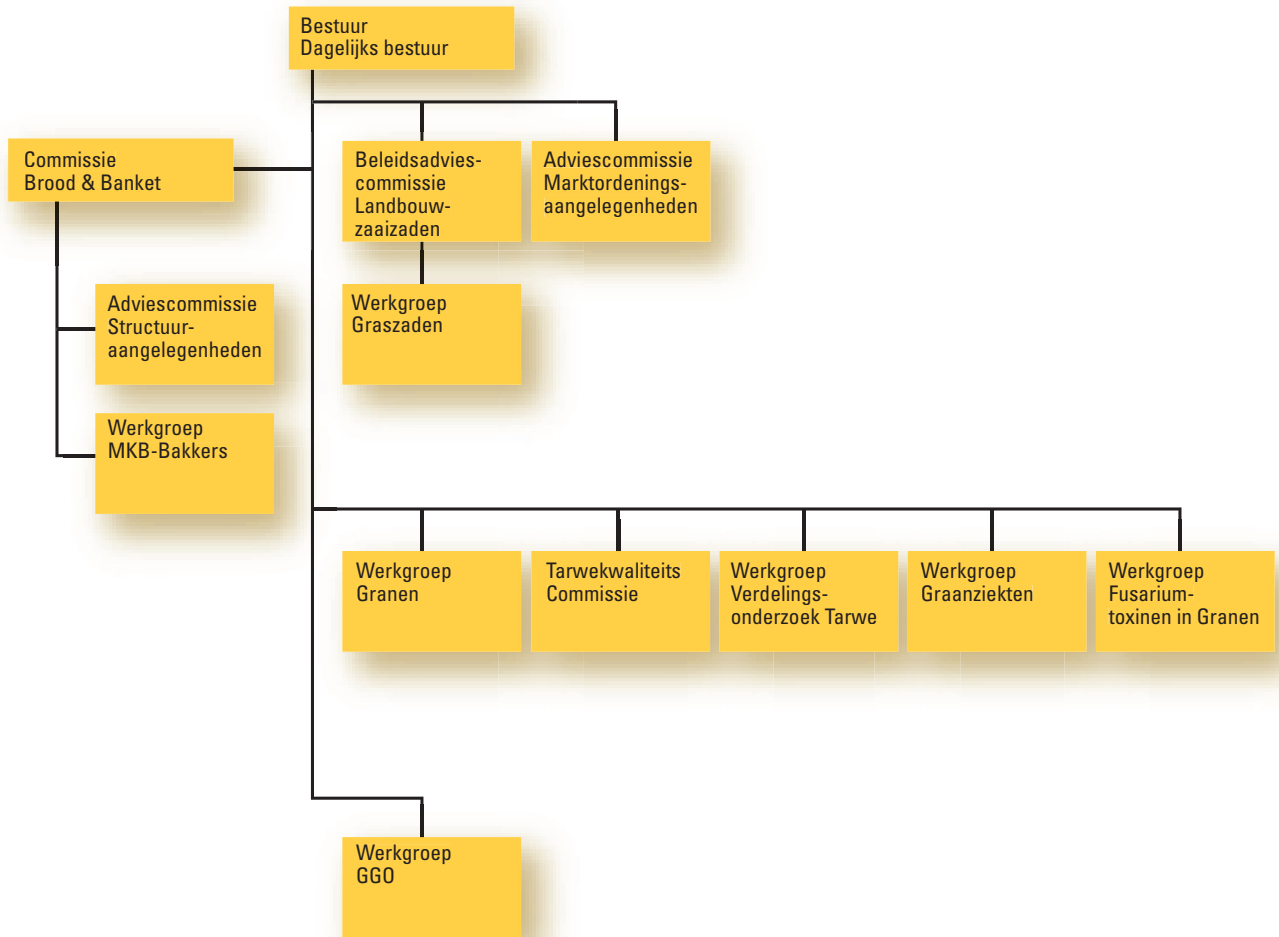 Bestuur
Dagelijks bestuur
Commissie
Brood & Banket
Beleidsadvies-
commissie
Landbouw-
zaaizaden
Adviescommissie
Marktordenings-
aangelegenheden
Adviescommissie
Structuur-
aangelegenheden
Werkgroep
Graszaden
Werkgroep
MKB-Bakkers
Werkgroep
Granen
Tarwekwaliteits
Commissie
Werkgroep
Verdelings-
onderzoek Tarwe
Werkgroep
Graanziekten
Werkgroep
Fusarium-
toxinen in Granen
Werkgroep
GGO